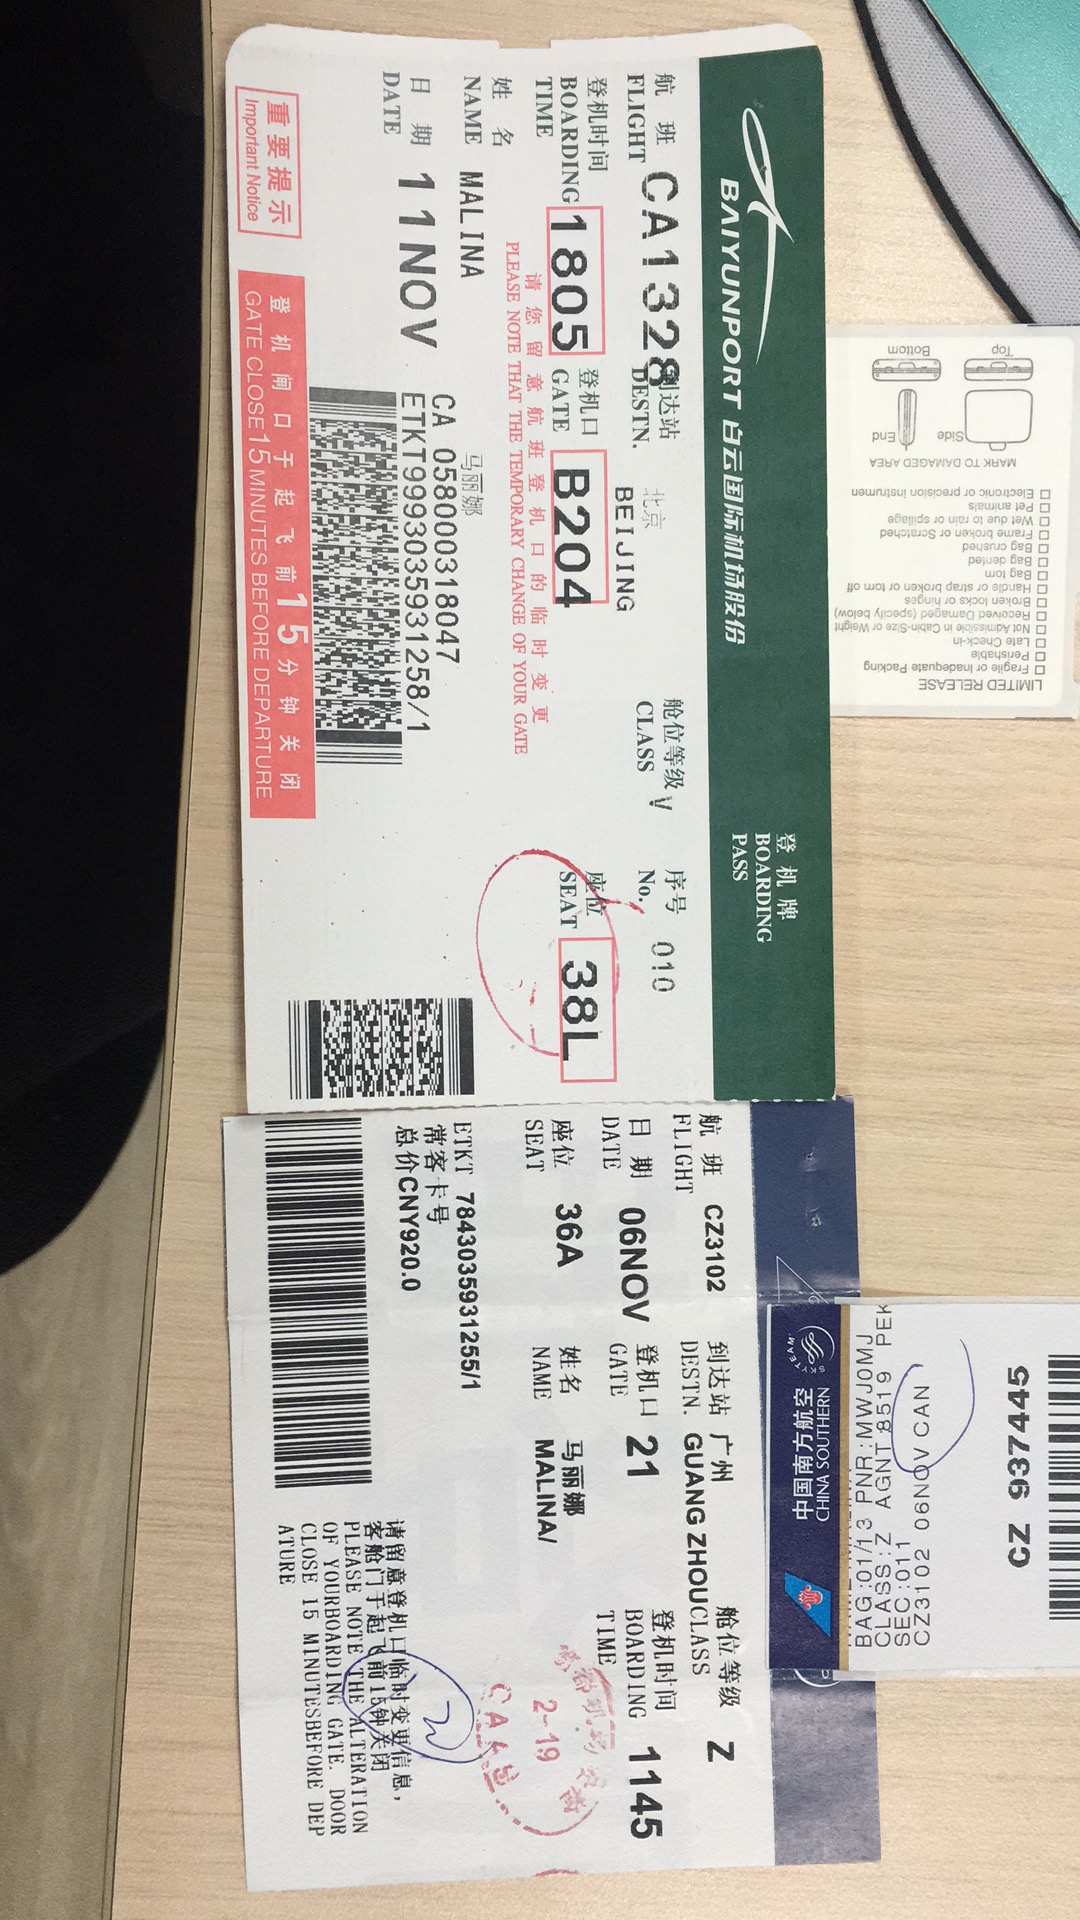 BAIYUNPORT 白云国际机场股份
登机牌
BOARDING
PASS
航班
FLIGHT CA1328
到达站
DESTN.
北京
BEIJING
舱位等级
CLASS V
序号
No. 010
登机时间
BOARDING
TIME
1805
登机口
GATE
B204
座位
SEAT
38L
请您留意航班登机口的临时变更
PLEASE NOTE THAT THE TEMPORARY CHANGE OF YOUR GATE
姓名
NAME MALINA
马丽娜
日期
DATE 11NOV
CA 058000318047
ETKT9993035931258/1
重要提示
Important Notice
登机闸口于起飞前15分钟关闭
GATE CLOSE 15 MINUTES BEFORE DEPARTURE
航班
FLIGHT
CZ3102
到达站 广州
DESTN. GUANGZHOU
舱位等级
CLASS
Z
日期
DATE
06NOV
登机口
GATE
21
登机时间
BOARDING
TIME
1145
座位
SEAT
36A
姓名
NAME
马丽娜
MALINA/
ETKT 7843035931255/1
常客卡号
总价CNY920.0
2-19
请留意登机口临时变更信息,
客舱门于起飞前15钟关闭
PLEASE NOTE THE ALTERATION
OF YOURBOARDING GATE. DOOR
CLOSE 15 MINUTESBEFORE DEP
ATURE
SKYTEAM
中国南方航空
CHINA SOUTHERN
BAG:01/13 PNR:MWJ0MJ
CLASS:Z AGNT 8519 PEK
SEC:011
CZ3102 06NOV CAN
CZ 937445
LIMITED RELEASE
Fragile or Inadequate Packing
Perishable
Late Check-in
Not Admissible in Cabin-Size or Weight
Received Damaged (specify below)
Broken locks or hinges
Handle or strap broken or torn off
Bag torn
Bag dented
Bag crushed
Frame broken or Scratched
Wet due to rain or spillage
Pet animals
Electronic or precision instrumen
MARK TO DAMAGED AREA
Side
End
Top
Bottom